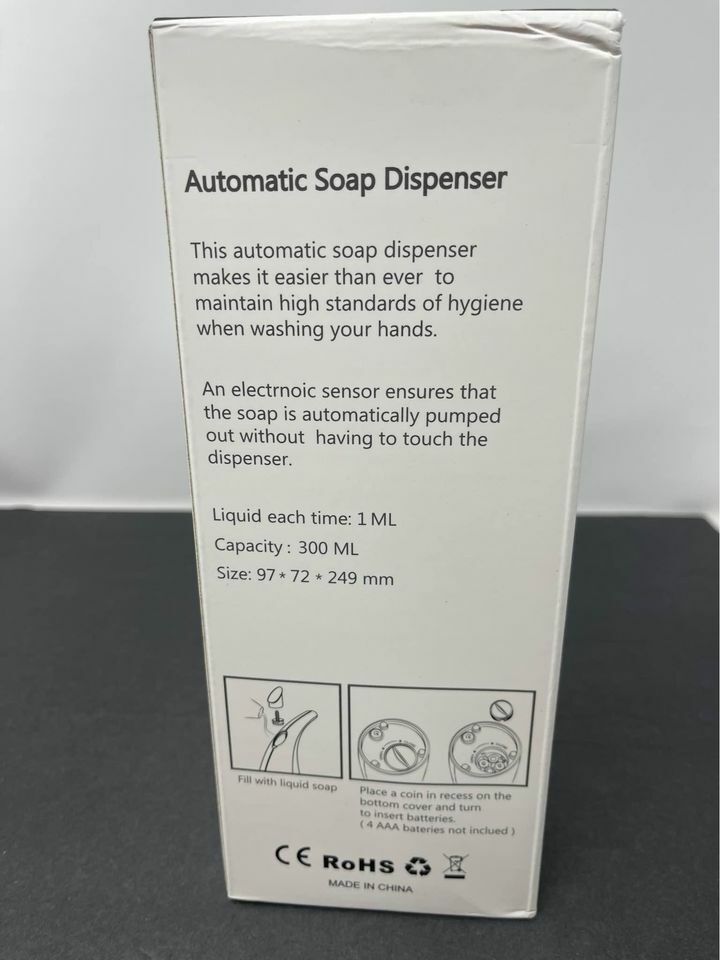 Automatic Soap Dispenser
This automatic soap dispenser
makes it easier than ever to
maintain high standards of hygiene
when washing your hands.
An electrnoic sensor ensures that
the soap is automatically pumped
out without having to touch the
dispenser.
Liquid each time: 1 ML
Capacity : 300 ML
Size: 97 * 72 * 249 mm
Fill with liquid soap
Place a coin in recess on the
bottom cover and turn
to insert batteries.
( 4 AAA bateries not inclued )
CE RoHS
MADE IN CHINA